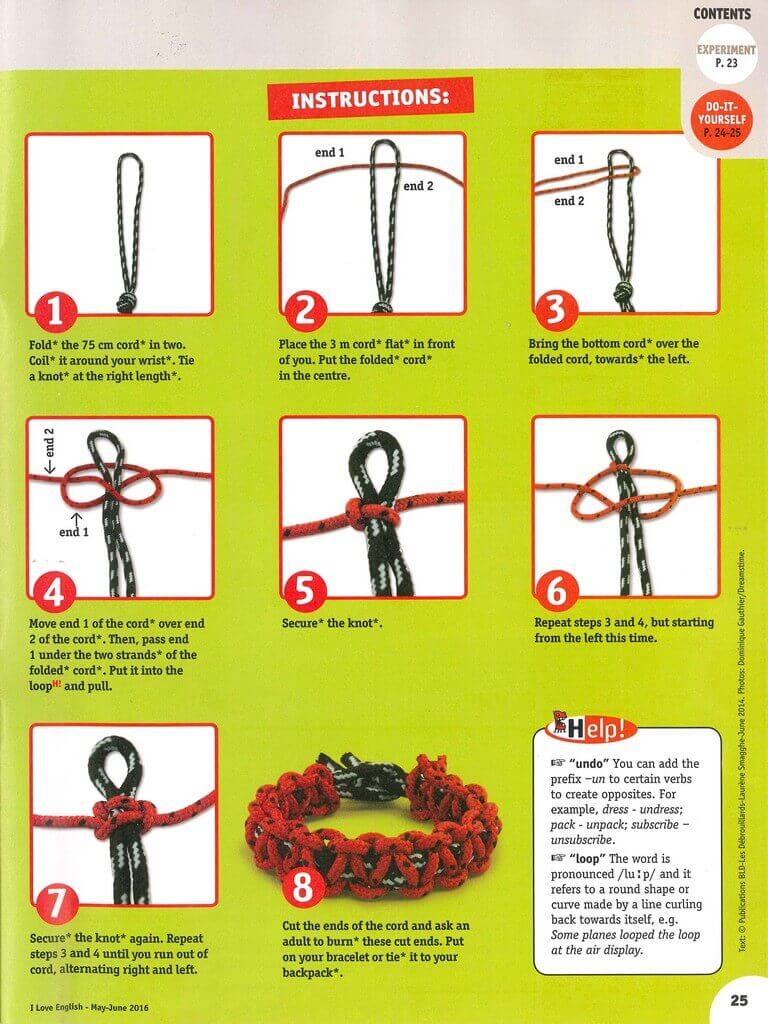 CONTENTS
EXPERIMENT
P. 23
DO-IT-
YOURSELF
P. 24-25
INSTRUCTIONS:
1
Fold* the 75 cm cord* in two.
Coil* it around your wrist*. Tie
a knot* at the right length*.
end 1
end 2
2
Place the 3 m cord* flat* in front
of you. Put the folded* cord*
in the centre.
end 1
end 2
3
Bring the bottom cord* over the
folded cord, towards* the left.
end 2
end 1
4
Move end 1 of the cord* over end
2 of the cord*. Then, pass end
1 under the two strands* of the
folded* cord*. Put it into the
loopH! and pull.
5
Secure* the knot*.
6
Repeat steps 3 and 4, but starting
from the left this time.
7
Secure* the knot* again. Repeat
steps 3 and 4 until you run out of
cord, alternating right and left.
8
Cut the ends of the cord and ask an
adult to burn* these cut ends. Put
on your bracelet or tie* it to your
backpack*.
Help!
☞ “undo” You can add the
prefix –un to certain verbs
to create opposites. For
example, dress - undress;
pack - unpack; subscribe –
unsubscribe.
☞ “loop” The word is
pronounced /luːp/ and it
refers to a round shape or
curve made by a line curling
back towards itself, e.g.
Some planes looped the loop
at the air display.
Text: © Publications BLD-Les Débrouillards-Laurène Smagghe-June 2014. Photos: Dominique Gauthier/Dreamstime.
I Love English - May-June 2016
25